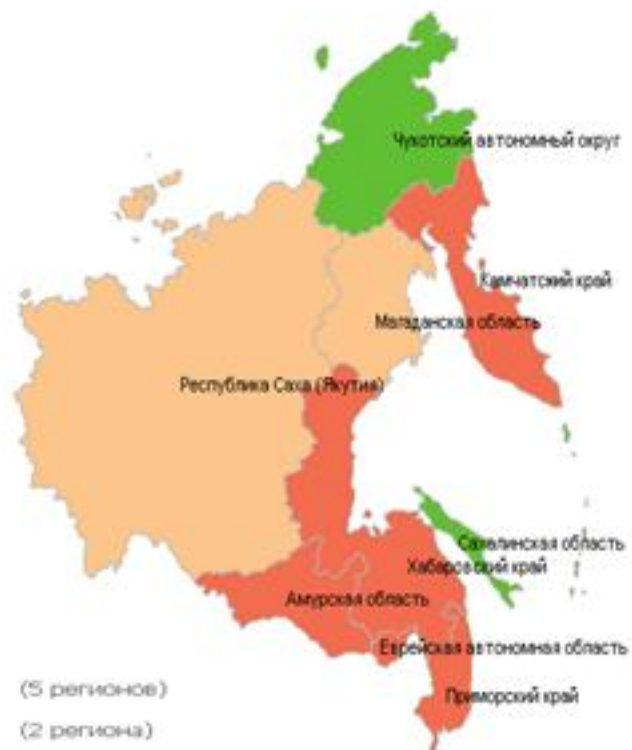 Чукотский автономный округ
Камчатский край
Магаданская область
Республика Саха (Якутия)
Сахалинская область
Хабаровский край
Амурская область
Еврейская автономная область
Приморский край
(5 регионов)
(2 региона)